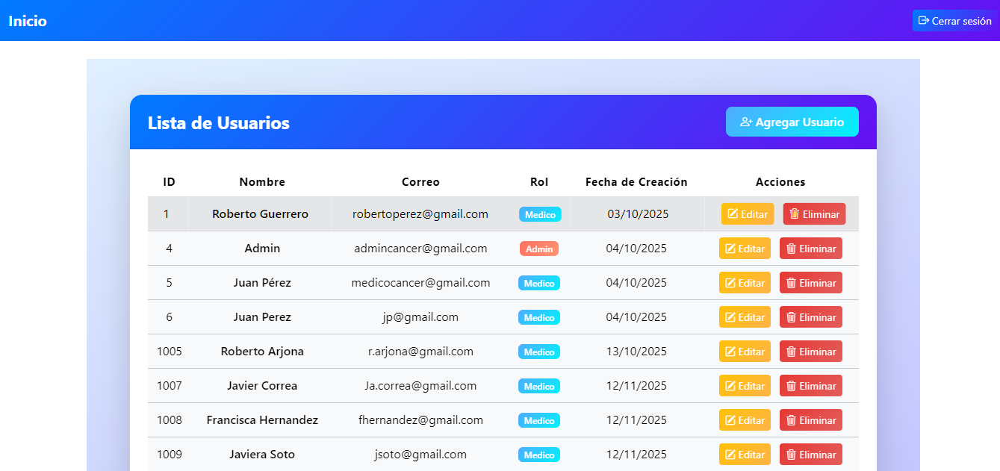 Inicio Cerrar sesión
Lista de Usuarios Agregar Usuario
ID Nombre Correo Rol Fecha de Creación Acciones
1 Roberto Guerrero robertoperez@gmail.com Medico 03/10/2025 Editar Eliminar
4 Admin admincancer@gmail.com Admin 04/10/2025 Editar Eliminar
5 Juan Pérez medicocancer@gmail.com Medico 04/10/2025 Editar Eliminar
6 Juan Perez jp@gmail.com Medico 04/10/2025 Editar Eliminar
1005 Roberto Arjona r.arjona@gmail.com Medico 13/10/2025 Editar Eliminar
1007 Javier Correa Ja.correa@gmail.com Medico 12/11/2025 Editar Eliminar
1008 Francisca Hernandez fhernandez@gmail.com Medico 12/11/2025 Editar Eliminar
1009 Javiera Soto jsoto@gmail.com Medico 12/11/2025 Editar Eliminar